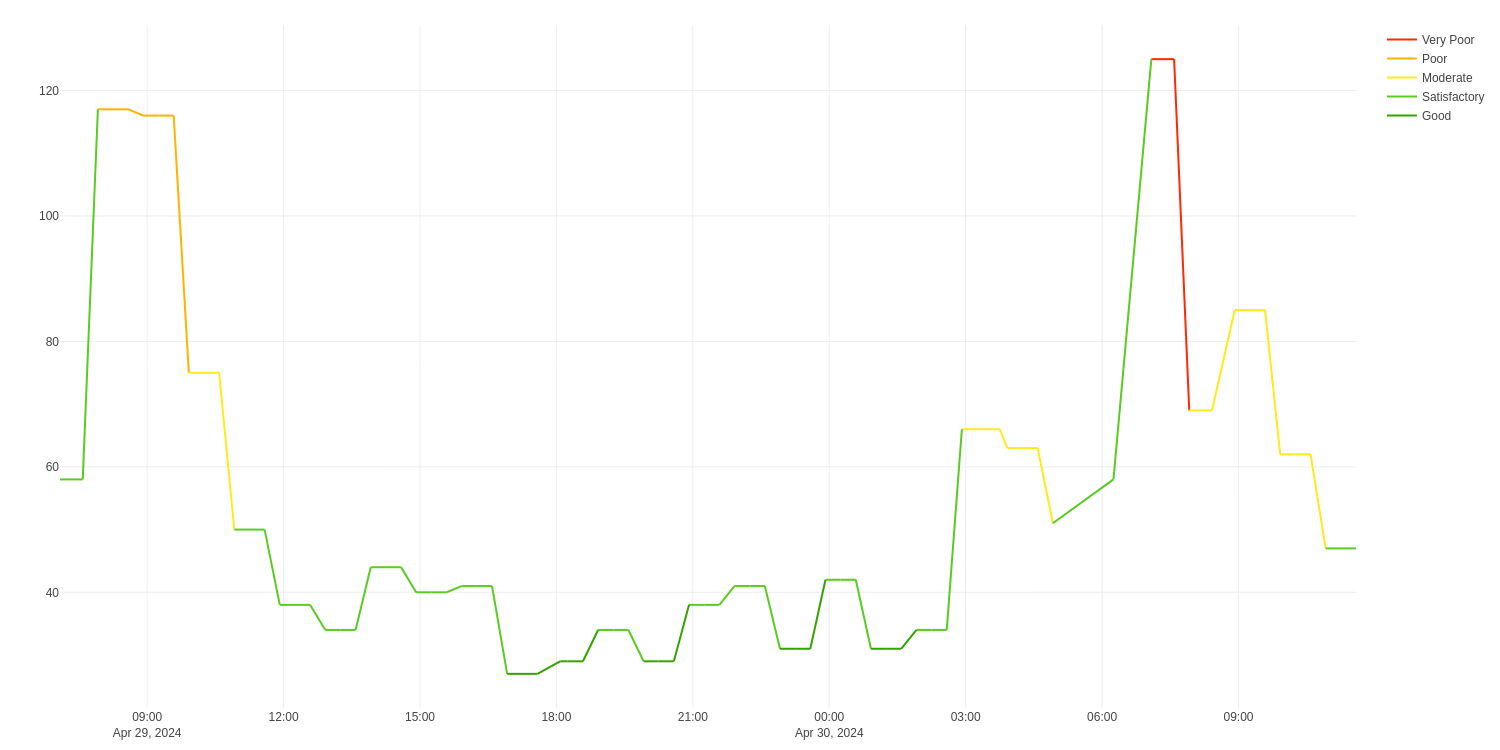 120
100
80
60
40
09:00
Apr 29, 2024
12:00
15:00
18:00
21:00
00:00
Apr 30, 2024
03:00
06:00
09:00
Very Poor
Poor
Moderate
Satisfactory
Good